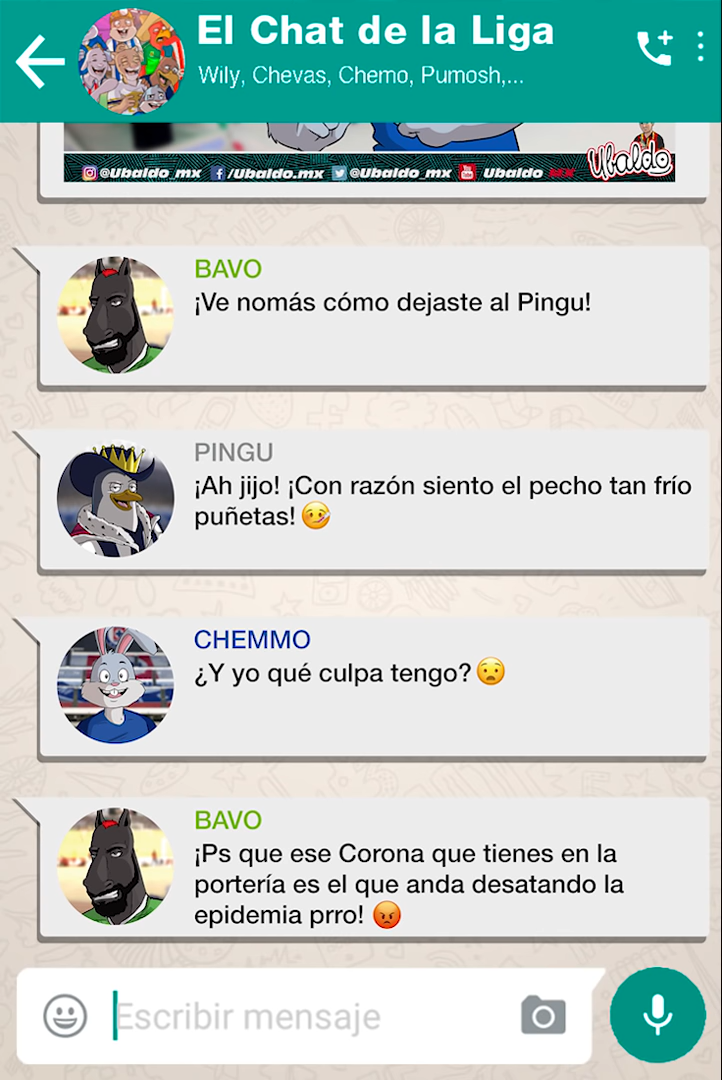 El Chat de la Liga
Wily, Chevas, Chemo, Pumosh,...
@Ubaldo_mx /Ubaldo.mx @Ubaldo_mx You Tube Ubaldo MX Ubaldo
BAVO
¡Ve nomás cómo dejaste al Pingu!
PINGU
¡Ah jijo! ¡Con razón siento el pecho tan frío
puñetas! 🤒
CHEMMO
¿Y yo qué culpa tengo? 😟
BAVO
¡Ps que ese Corona que tienes en la
portería es el que anda desatando la
epidemia prro! 😡
Escribir mensaje